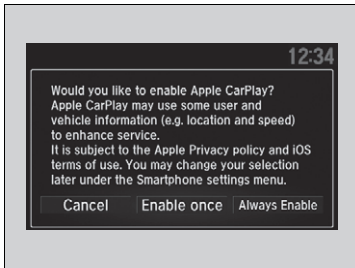 12:34
Would you like to enable Apple CarPlay?
Apple CarPlay may use some user and
vehicle information (e.g. location and speed)
to enhance service.
It is subject to the Apple Privacy policy and iOS
terms of use. You may change your selection
later under the Smartphone settings menu.
Cancel Enable once Always Enable